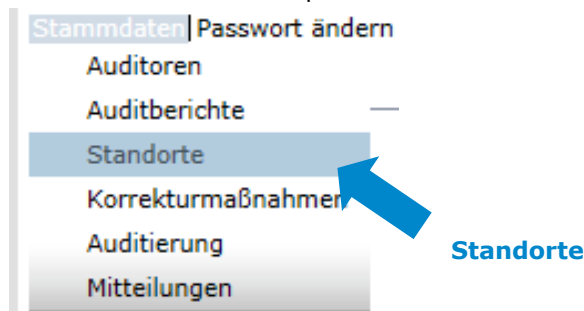 Stammdaten Passwort ändern
Auditoren
Auditberichte
Standorte
Korrekturmaßnahmen
Auditierung
Standorte
Mitteilungen